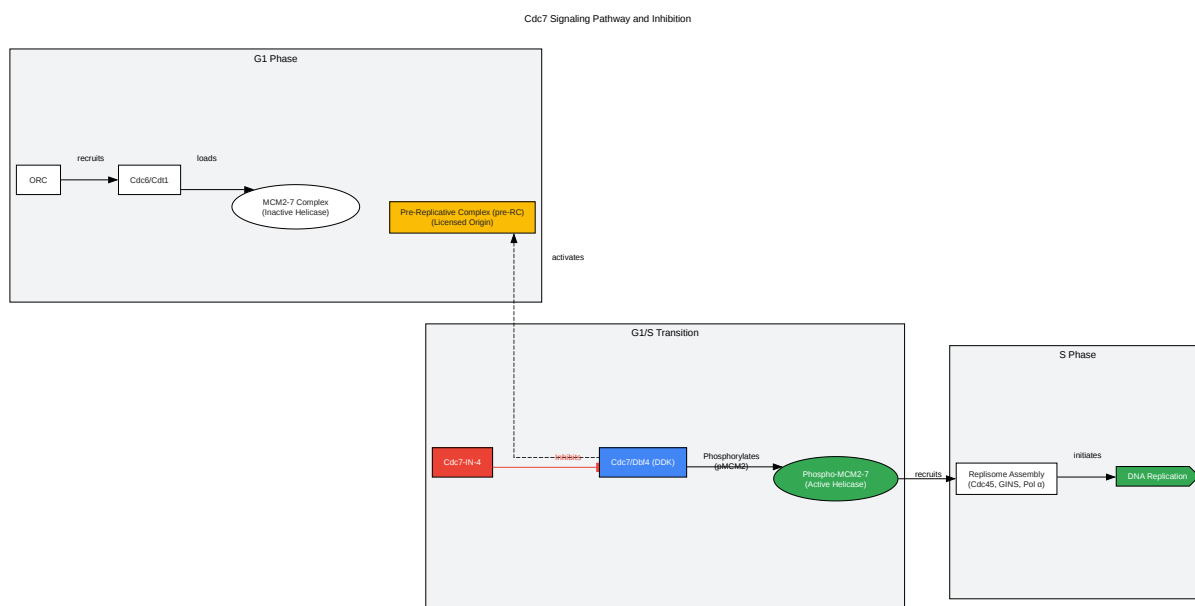 Cdc7 Signaling Pathway and Inhibition
G1 Phase
recruits
loads
ORC
Cdc6/Cdt1
MCM2-7 Complex
(Inactive Helicase)
Pre-Replicative Complex (pre-RC)
(Licensed Origin)
activates
G1/S Transition
Cdc7-IN-4
Inhibits
Cdc7/Dbf4 (DDK)
Phosphorylates
(pMCM2)
Phospho-MCM2-7
(Active Helicase)
recruits
S Phase
Replisome Assembly
(Cdc45, GINS, Pol α)
initiates
DNA Replication